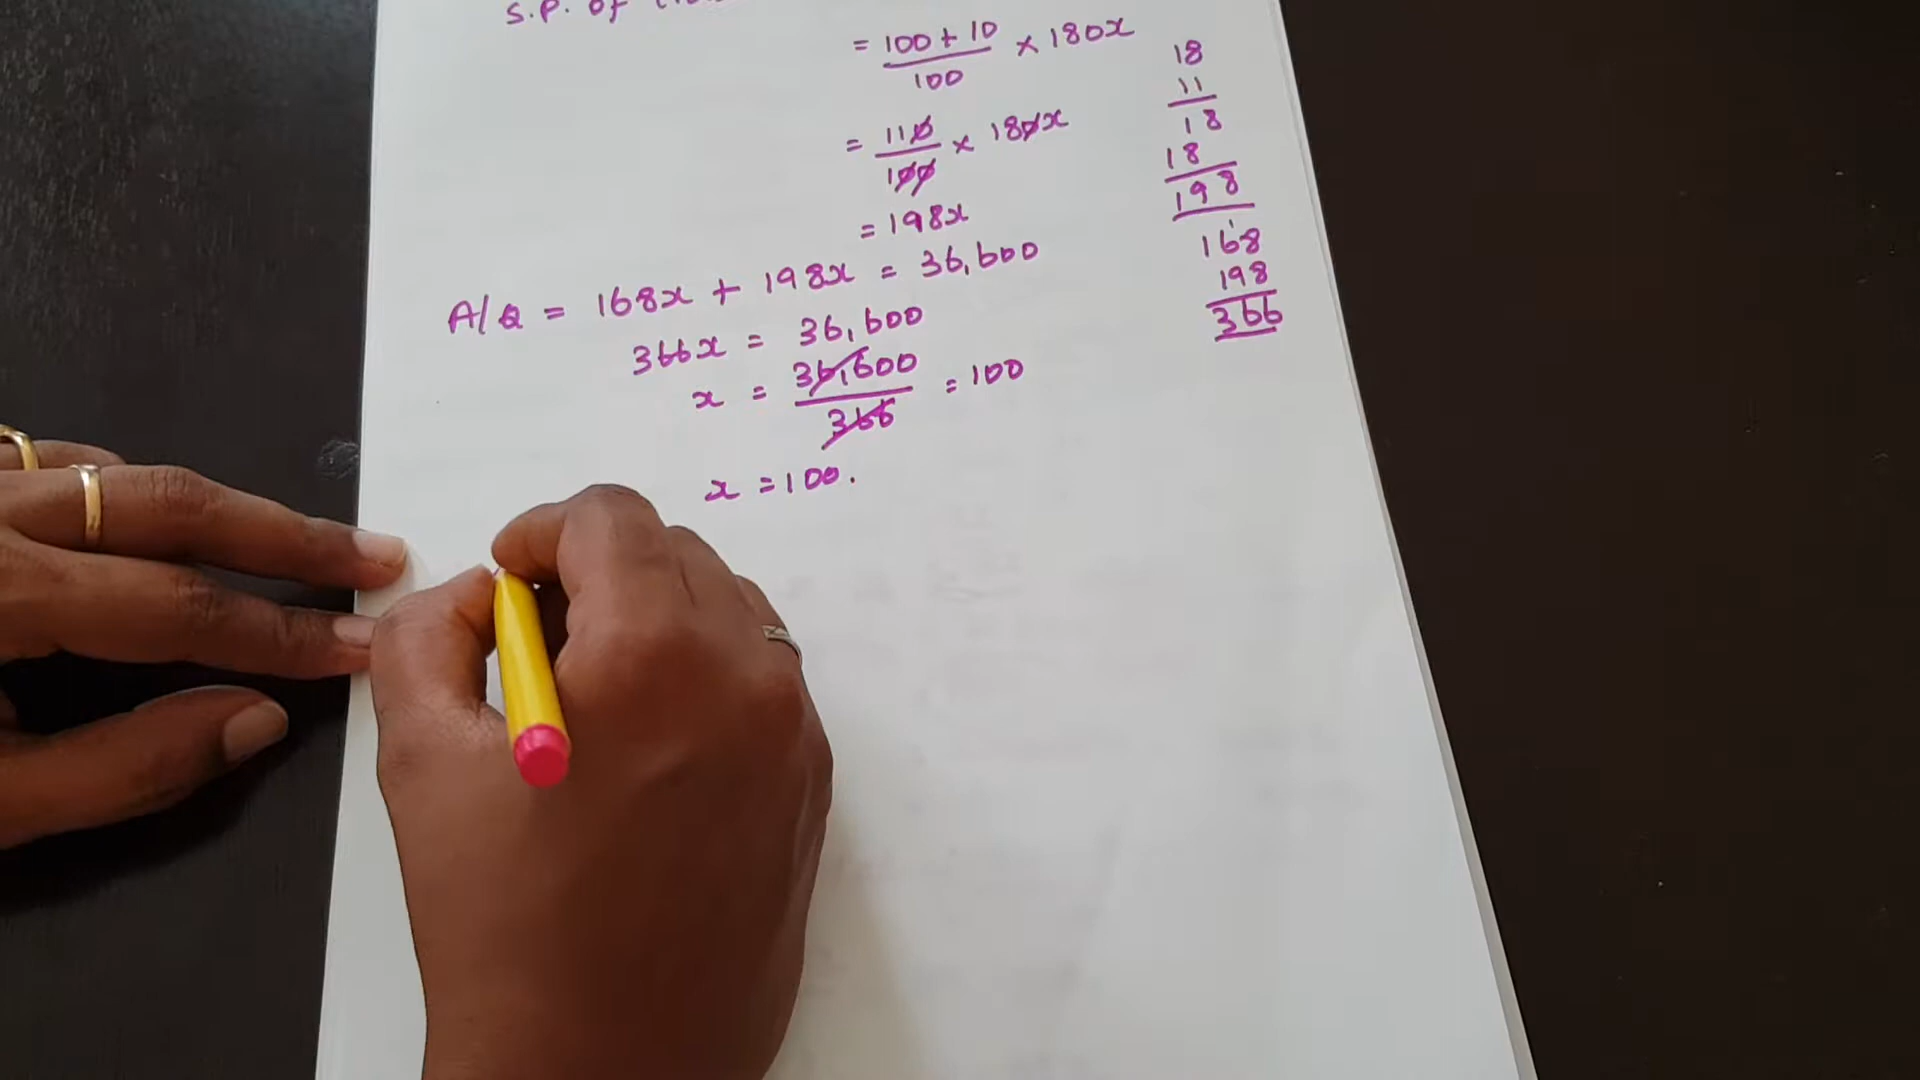 S.P. of
= 100 + 10 / 100 × 180x
= 110 / 100 × 180x
= 198x
A/Q = 168x + 198x = 36,600
366x = 36,600
x = 36,600 / 366 = 100
x = 100.
18
11
18
18
198
168
198
366